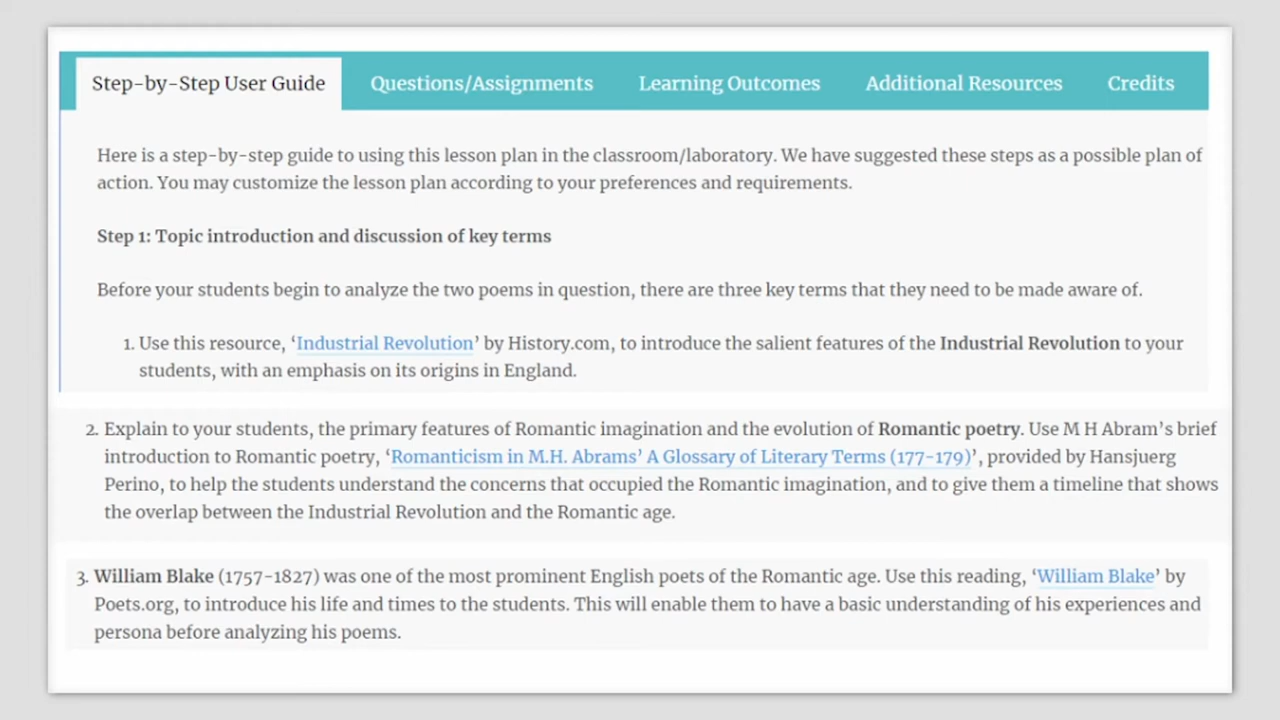 Step-by-Step User Guide Questions/Assignments Learning Outcomes Additional Resources Credits
Here is a step-by-step guide to using this lesson plan in the classroom/laboratory. We have suggested these steps as a possible plan of
action. You may customize the lesson plan according to your preferences and requirements.
Step 1: Topic introduction and discussion of key terms
Before your students begin to analyze the two poems in question, there are three key terms that they need to be made aware of.
1. Use this resource, ‘Industrial Revolution’ by History.com, to introduce the salient features of the Industrial Revolution to your
students, with an emphasis on its origins in England.
2. Explain to your students, the primary features of Romantic imagination and the evolution of Romantic poetry. Use M H Abram’s brief
introduction to Romantic poetry, ‘Romanticism in M.H. Abrams’ A Glossary of Literary Terms (177-179)’, provided by Hansjuerg
Perino, to help the students understand the concerns that occupied the Romantic imagination, and to give them a timeline that shows
the overlap between the Industrial Revolution and the Romantic age.
3. William Blake (1757-1827) was one of the most prominent English poets of the Romantic age. Use this reading, ‘William Blake’ by
Poets.org, to introduce his life and times to the students. This will enable them to have a basic understanding of his experiences and
persona before analyzing his poems.